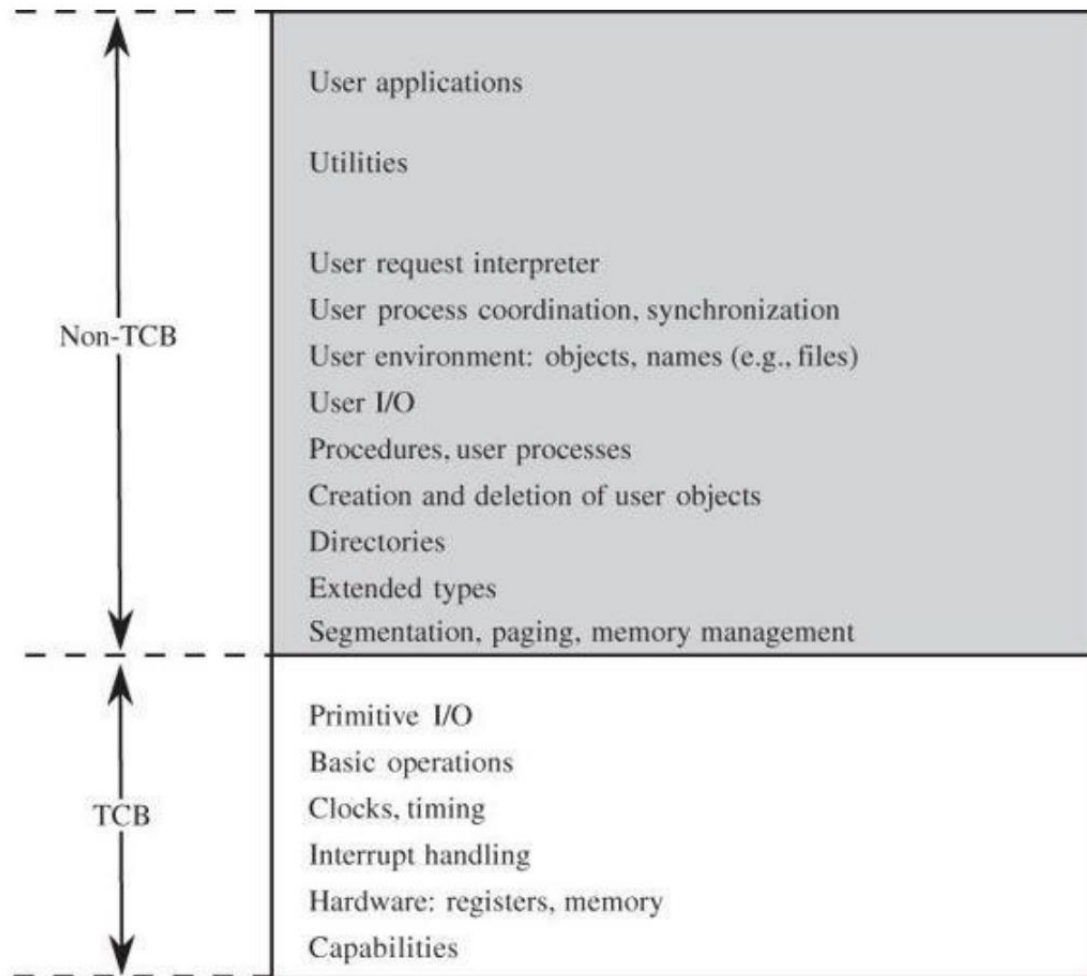 User applications
Utilities
User request interpreter
User process coordination, synchronization
Non-TCB
User environment: objects, names (e.g., files)
User I/O
Procedures, user processes
Creation and deletion of user objects
Directories
Extended types
Segmentation, paging, memory management
Primitive I/O
Basic operations
Clocks, timing
TCB
Interrupt handling
Hardware: registers, memory
Capabilities